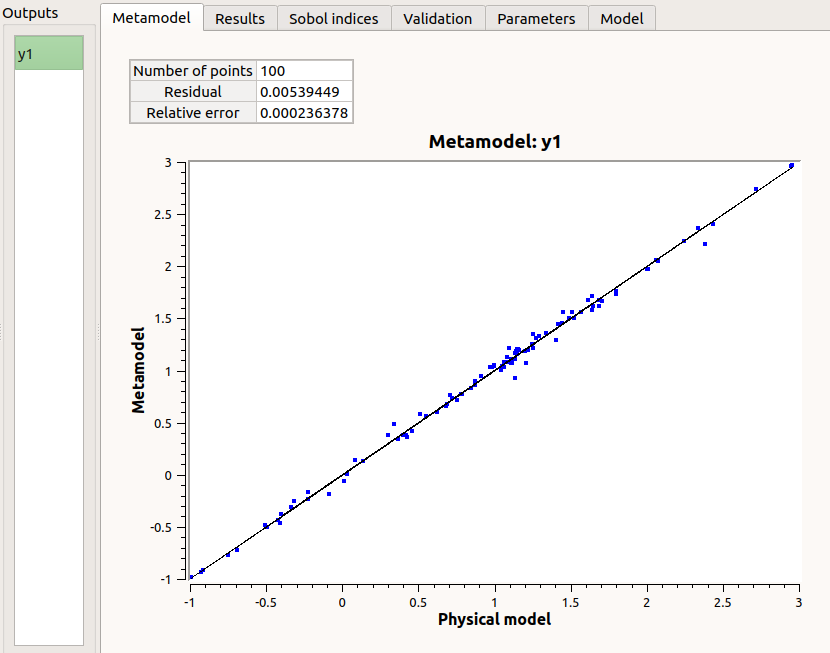 Outputs
y1
Metamodel Results Sobol indices Validation Parameters Model
Number of points 100
Residual 0.00539449
Relative error 0.000236378
Metamodel: y1
Metamodel
3
2.5
2
1.5
1
0.5
0
-0.5
-1
-1 -0.5 0 0.5 1 1.5 2 2.5 3
Physical model